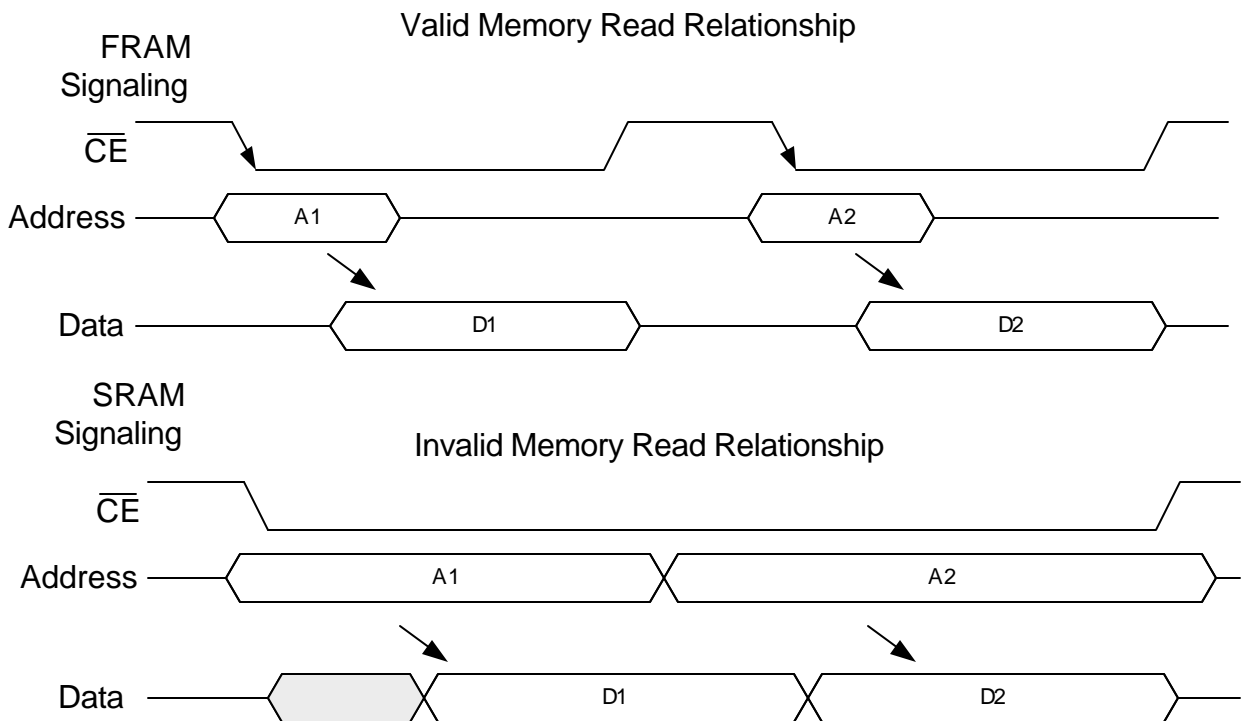 Valid Memory Read Relationship
FRAM
Signaling
CE
Address
A1
A2
Data
D1
D2
SRAM
Signaling
Invalid Memory Read Relationship
CE
Address
A1
A2
Data
D1
D2